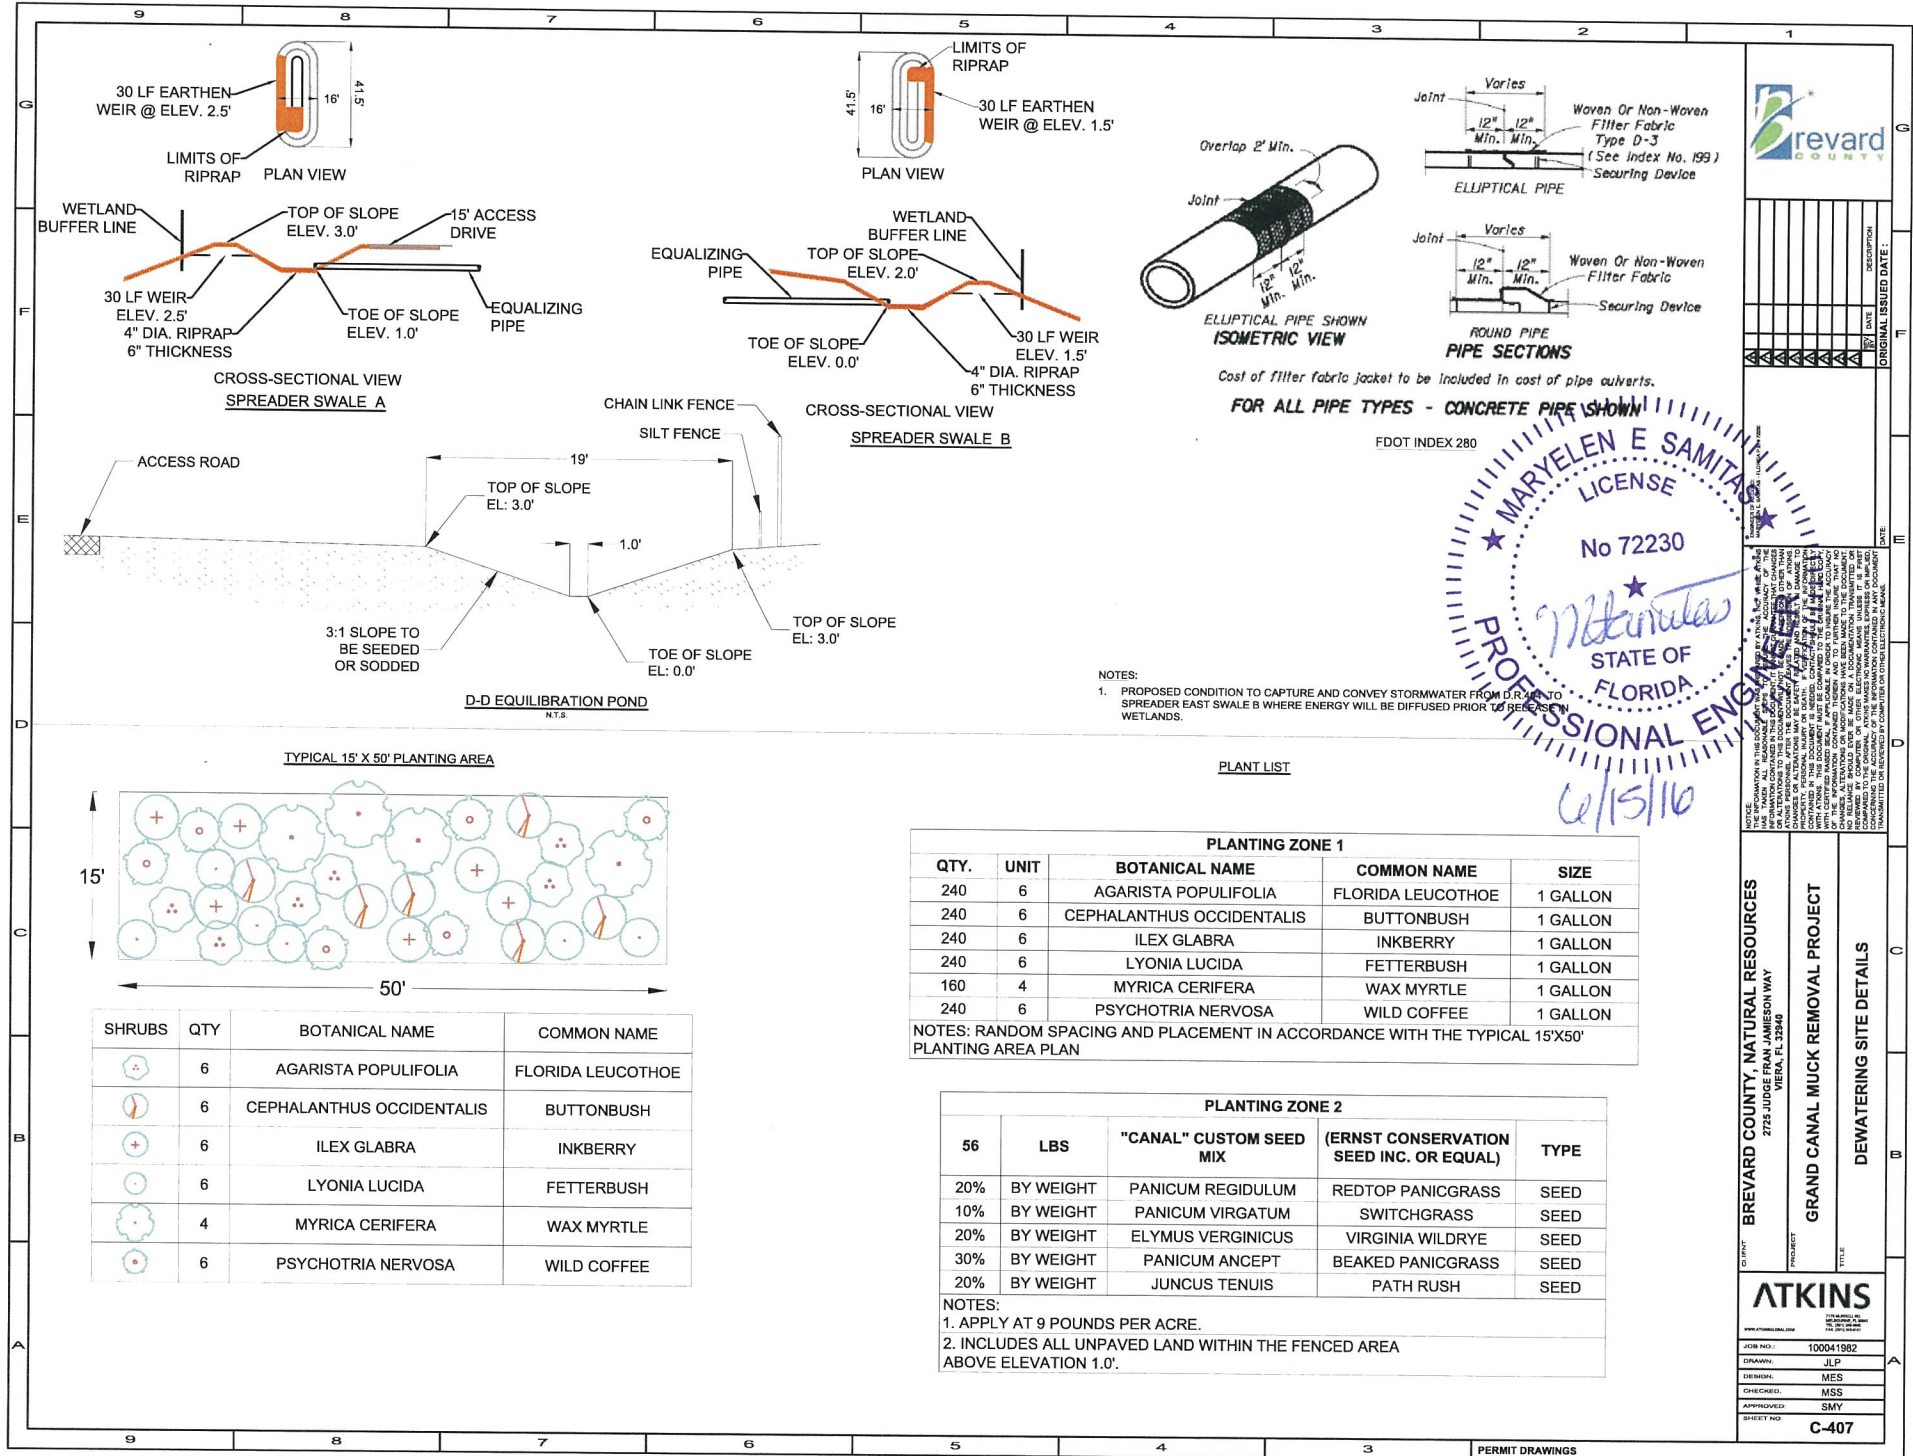 9 8 7 6 5 4 3 2 1
G
F
E
D
C
B
A
30 LF EARTHEN
WEIR @ ELEV. 2.5'
16'
41.5'
LIMITS OF
RIPRAP
PLAN VIEW
WETLAND
BUFFER LINE
TOP OF SLOPE
ELEV. 3.0'
15' ACCESS
DRIVE
30 LF WEIR
ELEV. 2.5'
4" DIA. RIPRAP
6" THICKNESS
TOE OF SLOPE
ELEV. 1.0'
EQUALIZING
PIPE
CROSS-SECTIONAL VIEW
SPREADER SWALE A
LIMITS OF
RIPRAP
41.5'
16'
30 LF EARTHEN
WEIR @ ELEV. 1.5'
PLAN VIEW
WETLAND
BUFFER LINE
EQUALIZING
PIPE
TOP OF SLOPE
ELEV. 2.0'
TOE OF SLOPE
ELEV. 0.0'
30 LF WEIR
ELEV. 1.5'
4" DIA. RIPRAP
6" THICKNESS
CROSS-SECTIONAL VIEW
SPREADER SWALE B
Overlap 2' Min.
Joint
12" Min.
12" Min.
ELLIPTICAL PIPE SHOWN
ISOMETRIC VIEW
Varies
Joint
12" Min.
12" Min.
Woven Or Non-Woven
Filter Fabric
Type D-3
(See Index No. 199)
Securing Device
ELLIPTICAL PIPE
Varies
Joint
12" Min.
12" Min.
Woven Or Non-Woven
Filter Fabric
Securing Device
ROUND PIPE
PIPE SECTIONS
Cost of filter fabric jacket to be included in cost of pipe culverts.
FOR ALL PIPE TYPES - CONCRETE PIPE SHOWN
FDOT INDEX 280
ACCESS ROAD
CHAIN LINK FENCE
SILT FENCE
19'
TOP OF SLOPE
EL: 3.0'
1.0'
3:1 SLOPE TO
BE SEEDED
OR SODDED
TOE OF SLOPE
EL: 0.0'
TOP OF SLOPE
EL: 3.0'
D-D EQUILIBRATION POND
N.T.S.
NOTES:
1. PROPOSED CONDITION TO CAPTURE AND CONVEY STORMWATER FROM D.R. TO
SPREADER EAST SWALE B WHERE ENERGY WILL BE DIFFUSED PRIOR TO RELEASE IN
WETLANDS.
MARYELEN E SAMITAS
LICENSE
No 72230
STATE OF
FLORIDA
PROFESSIONAL ENGINEER
6/15/16
TYPICAL 15' X 50' PLANTING AREA
15'
50'
SHRUBS QTY BOTANICAL NAME COMMON NAME
6 AGARISTA POPULIFOLIA FLORIDA LEUCOTHOE
6 CEPHALANTHUS OCCIDENTALIS BUTTONBUSH
6 ILEX GLABRA INKBERRY
6 LYONIA LUCIDA FETTERBUSH
4 MYRICA CERIFERA WAX MYRTLE
6 PSYCHOTRIA NERVOSA WILD COFFEE
PLANT LIST
PLANTING ZONE 1
QTY. UNIT BOTANICAL NAME COMMON NAME SIZE
240 6 AGARISTA POPULIFOLIA FLORIDA LEUCOTHOE 1 GALLON
240 6 CEPHALANTHUS OCCIDENTALIS BUTTONBUSH 1 GALLON
240 6 ILEX GLABRA INKBERRY 1 GALLON
240 6 LYONIA LUCIDA FETTERBUSH 1 GALLON
160 4 MYRICA CERIFERA WAX MYRTLE 1 GALLON
240 6 PSYCHOTRIA NERVOSA WILD COFFEE 1 GALLON
NOTES: RANDOM SPACING AND PLACEMENT IN ACCORDANCE WITH THE TYPICAL 15'X50'
PLANTING AREA PLAN
PLANTING ZONE 2
56 LBS "CANAL" CUSTOM SEED MIX (ERNST CONSERVATION SEED INC. OR EQUAL) TYPE
20% BY WEIGHT PANICUM REGIDULUM REDTOP PANICGRASS SEED
10% BY WEIGHT PANICUM VIRGATUM SWITCHGRASS SEED
20% BY WEIGHT ELYMUS VERGINICUS VIRGINIA WILDRYE SEED
30% BY WEIGHT PANICUM ANCEPT BEAKED PANICGRASS SEED
20% BY WEIGHT JUNCUS TENUIS PATH RUSH SEED
NOTES:
1. APPLY AT 9 POUNDS PER ACRE.
2. INCLUDES ALL UNPAVED LAND WITHIN THE FENCED AREA
ABOVE ELEVATION 1.0'.
Brevard
COUNTY
REV BY DATE DESCRIPTION
ORIGINAL ISSUED DATE :
DATE:
NOTICE:
CLIENT
BREVARD COUNTY, NATURAL RESOURCES
2725 JUDGE FRAN JAMIESON WAY
VIERA, FL 32940
PROJECT
GRAND CANAL MUCK REMOVAL PROJECT
TITLE
DEWATERING SITE DETAILS
ATKINS
JOB NO.: 100041982
DRAWN: JLP
DESIGN: MES
CHECKED: MSS
APPROVED: SMY
SHEET NO. C-407
9 8 7 6 5 4 3
PERMIT DRAWINGS